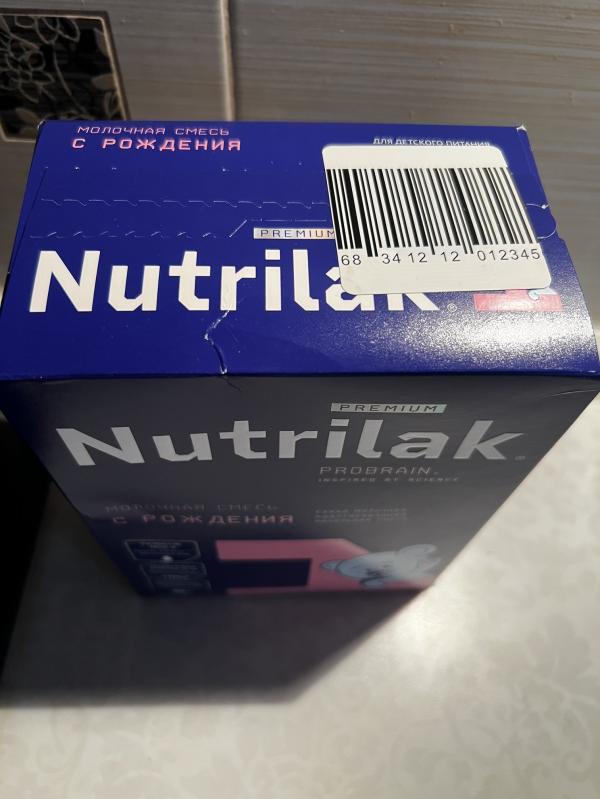 МОЛОЧНАЯ СМЕСЬ
С РОЖДЕНИЯ
ДЛЯ ДЕТСКОГО ПИТАНИЯ
68 34 12 12 012345
PREMIUM
Nutrilak
PREMIUM
Nutrilak
PROBRAIN
INSPIRED BY SCIENCE
МОЛОЧНАЯ СМЕСЬ
С РОЖДЕНИЯ